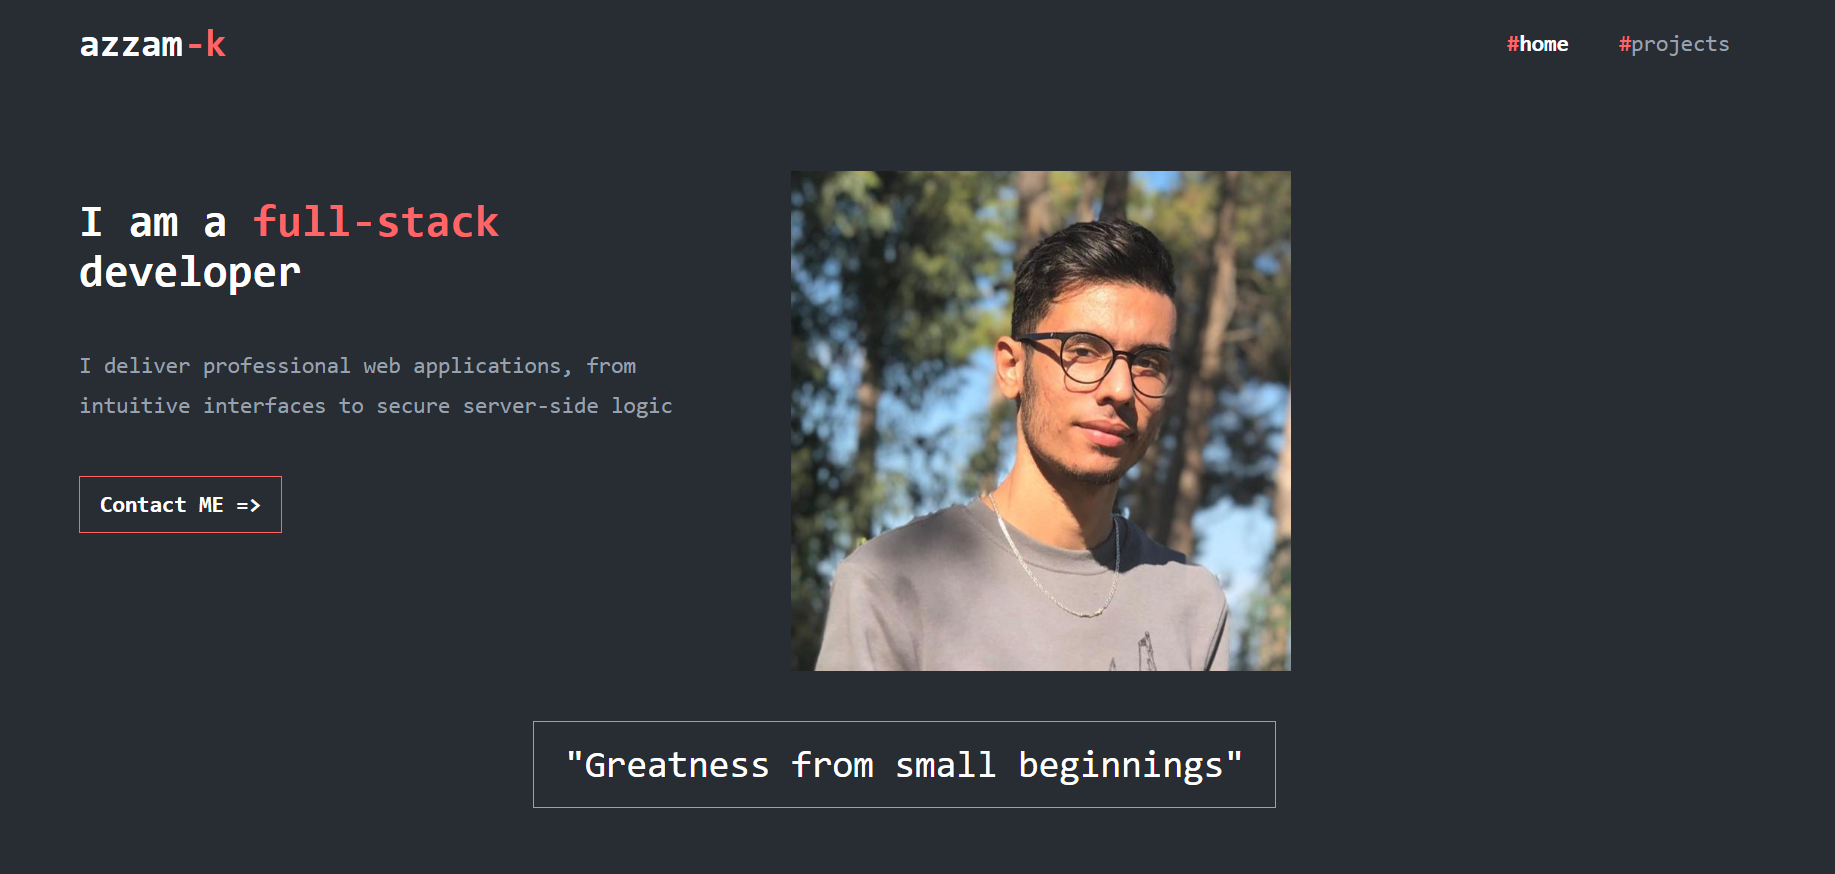 azzam-k
#home #projects
I am a full-stack
developer
I deliver professional web applications, from
intuitive interfaces to secure server-side logic
Contact ME =>
"Greatness from small beginnings"